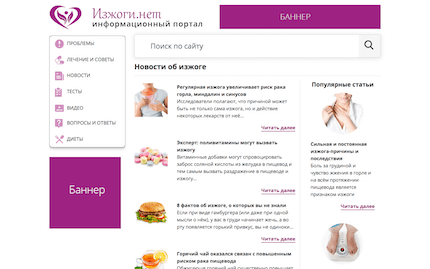 Изжоги.нет
информационный портал
БАННЕР
ПРОБЛЕМЫ
ЛЕЧЕНИЕ И СОВЕТЫ
НОВОСТИ
ТЕСТЫ
ВИДЕО
ВОПРОСЫ И ОТВЕТЫ
ДИЕТЫ
Баннер
Поиск по сайту
Новости об изжоге
Регулярная изжога увеличивает риск рака
горла, миндалин и синусов
Исследователи полагают, что причиной может
быть не только сама изжога, но и действие
некоторых лекарств от неё...
Читать далее
Эксперт: поливитамины могут вызвать
изжогу
Витаминные добавки могут спровоцировать
заброс соляной кислоты из желудка в пищевод и
тем самым вызвать раздражение в пищеводе и
изжогу...
Читать далее
8 фактов об изжоге, о которых вы не знали
Если при виде гамбургера (или даже при одной
мысли о нём), у вас в груди начинает жечь, а во
рту появляется горький привкус, вы не одиноки...
Читать далее
Горячий чай оказался связан с повышенным
риском рака пищевода
Популярные статьи
Сильная и постоянная
изжога-причины и
последствия
Боль за грудиной и
чувство жжения в горле и
на всём протяжении
пищевода является
признаком изжоги
Читать далее